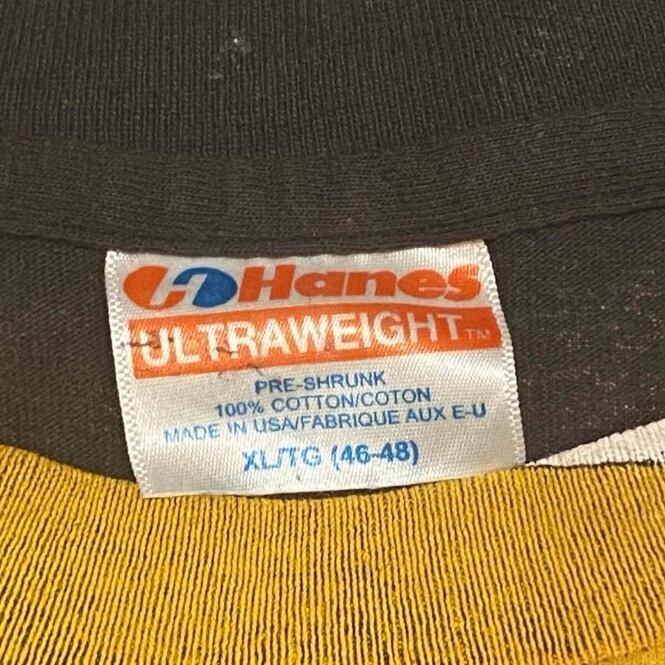 Hanes
ULTRAWEIGHT™
PRE-SHRUNK
100% COTTON/COTON
MADE IN USA/FABRIQUE AUX E-U
XL/TG (46-48)